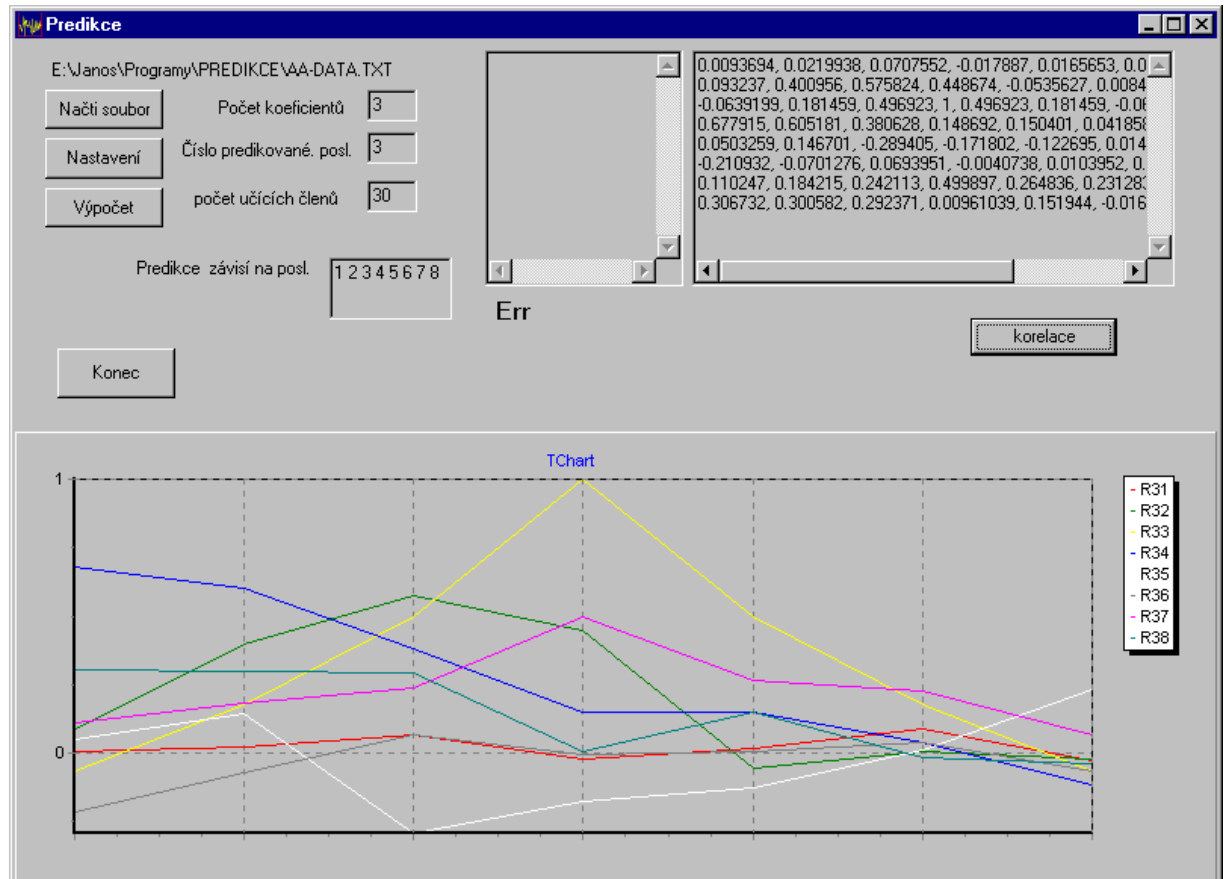 Predikce
E:\Janos\Programy\PREDIKCE\AA-DATA.TXT
Načti soubor
Počet koeficientů
3
Nastavení
Číslo predikované. posl.
3
Výpočet
počet učících členů
30
Predikce závisí na posl.
1 2 3 4 5 6 7 8
Konec
Err
0.0093694, 0.0219938, 0.0707552, -0.017887, 0.0165653, 0.0
0.093237, 0.400956, 0.575824, 0.448674, -0.0535627, 0.0084
-0.0639199, 0.181459, 0.496923, 1, 0.496923, 0.181459, -0.06
0.677915, 0.605181, 0.380628, 0.148692, 0.150401, 0.041858
0.0503259, 0.146701, -0.289405, -0.171802, -0.122695, 0.014
-0.210932, -0.0701276, 0.0693951, -0.0040738, 0.0103952, 0.
0.110247, 0.184215, 0.242113, 0.499897, 0.264836, 0.231283
0.306732, 0.300582, 0.292371, 0.00961039, 0.151944, -0.016
korelace
TChart
1
0
R31
R32
R33
R34
R35
R36
R37
R38